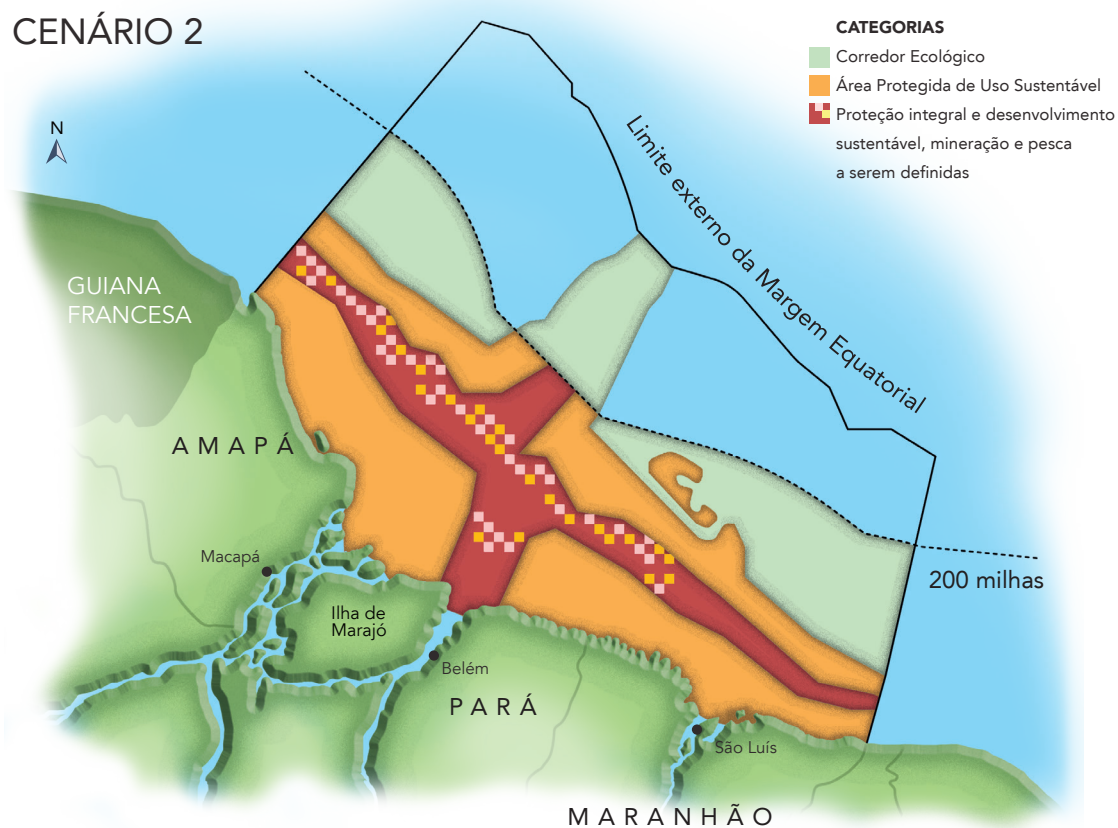 CENÁRIO 2
CATEGORIAS
Corredor Ecológico
Área Protegida de Uso Sustentável
Proteção integral e desenvolvimento
sustentável, mineração e pesca
a serem definidas
N
Limite externo da Margem Equatorial
GUIANA
FRANCESA
AMAPÁ
Macapá
200 milhas
Ilha de
Marajó
Belém
PARÁ
São Luís
MARANHÃO